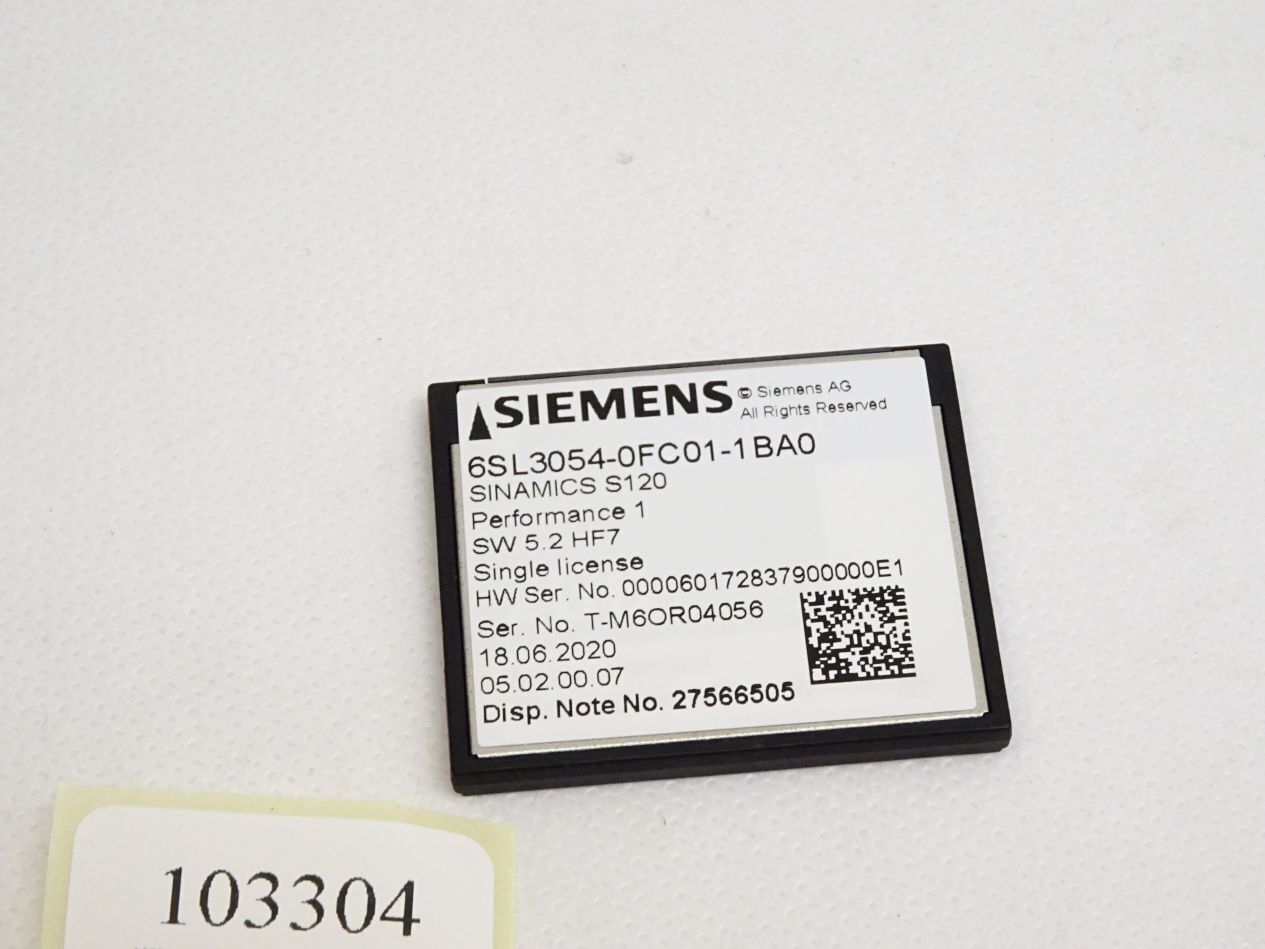 SIEMENS © Siemens AG
All Rights Reserved
6SL3054-0FC01-1BA0
SINAMICS S120
Performance 1
SW 5.2 HF7
Single license
HW Ser. No. 000060172837900000E1
Ser. No. T-M6OR04056
18.06.2020
05.02.00.07
Disp. Note No. 27566505
103304